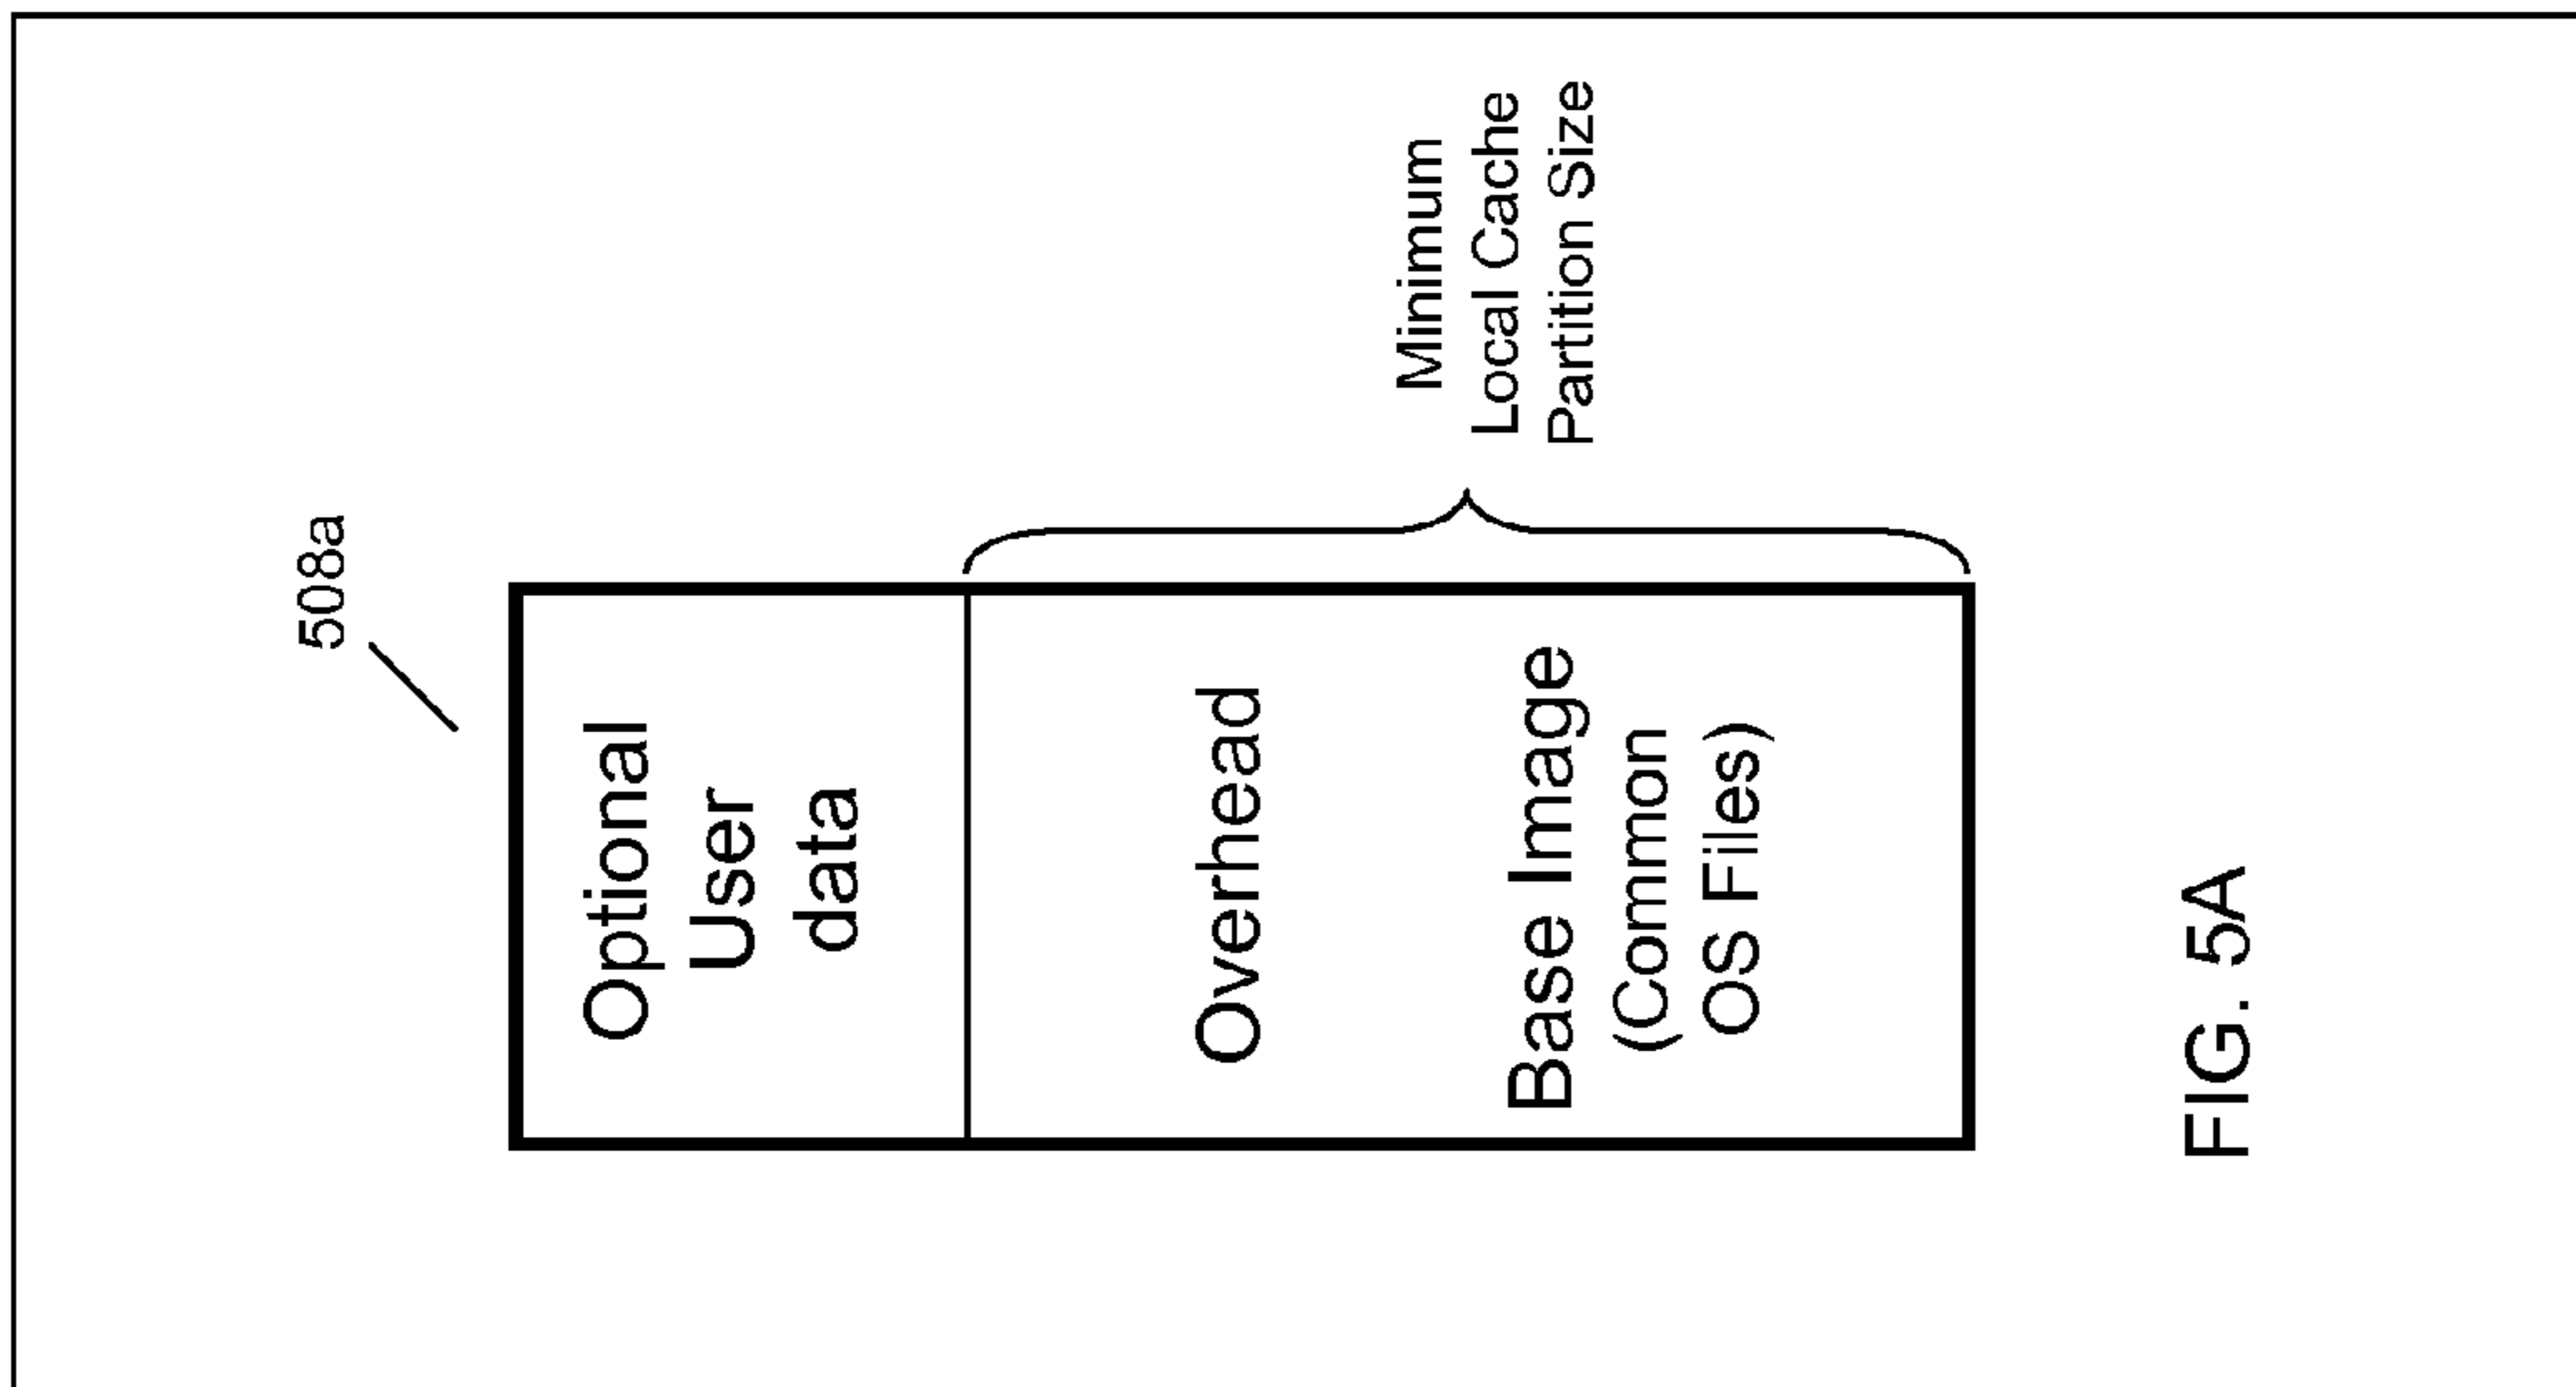 508a
Optional
User
data
Overhead
Base Image
(Common
OS Files)
Minimum
Local Cache
Partition Size
FIG. 5A